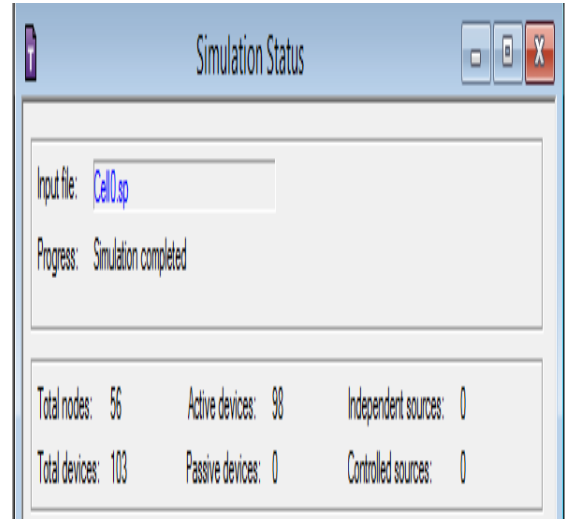 T
Simulation Status
Input file: Cell0.sp
Progress: Simulation completed
Total nodes: 56 Active devices: 98 Independent sources: 0
Total devices: 103 Passive devices: 0 Controlled sources: 0